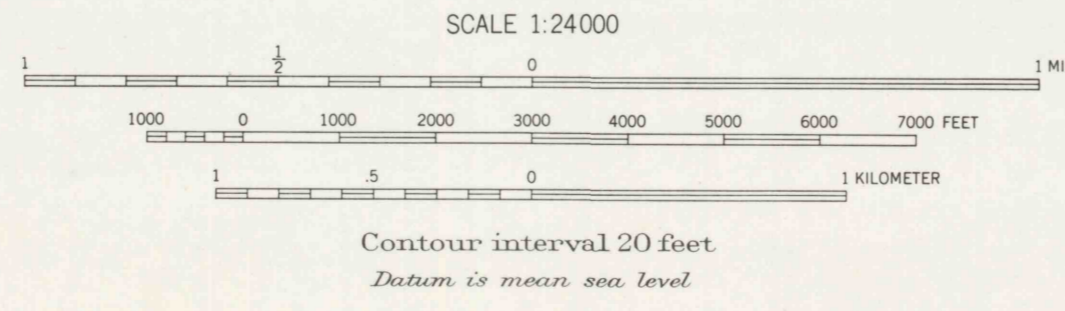 SCALE 1:24000
1 1/2 0 1 MI
1000 0 1000 2000 3000 4000 5000 6000 7000 FEET
1 .5 0 1 KILOMETER
Contour interval 20 feet
Datum is mean sea level